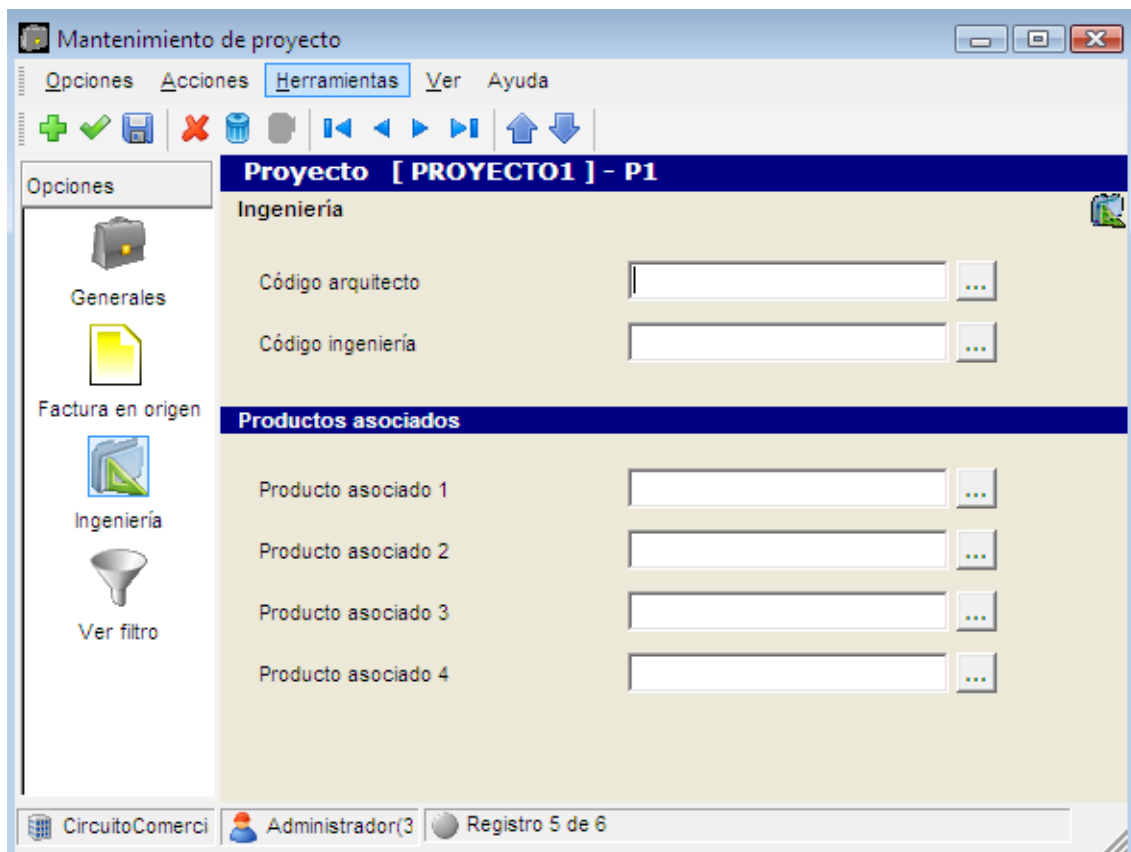 Mantenimiento de proyecto
Opciones Acciones Herramientas Ver Ayuda
Opciones
Generales
Factura en origen
Ingeniería
Ver filtro
Proyecto [ PROYECTO1 ] - P1
Ingeniería
Código arquitecto
...
Código ingeniería
...
Productos asociados
Producto asociado 1
...
Producto asociado 2
...
Producto asociado 3
...
Producto asociado 4
...
CircuitoComerci Administrador(3 Registro 5 de 6